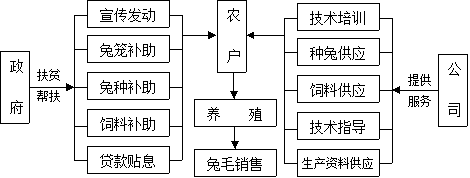 政府
扶贫
帮扶
宣传发动
兔笼补助
兔种补助
饲料补助
贷款贴息
农户
养 殖
兔毛销售
技术培训
种兔供应
饲料供应
技术指导
生产资料供应
提供
服务
公司